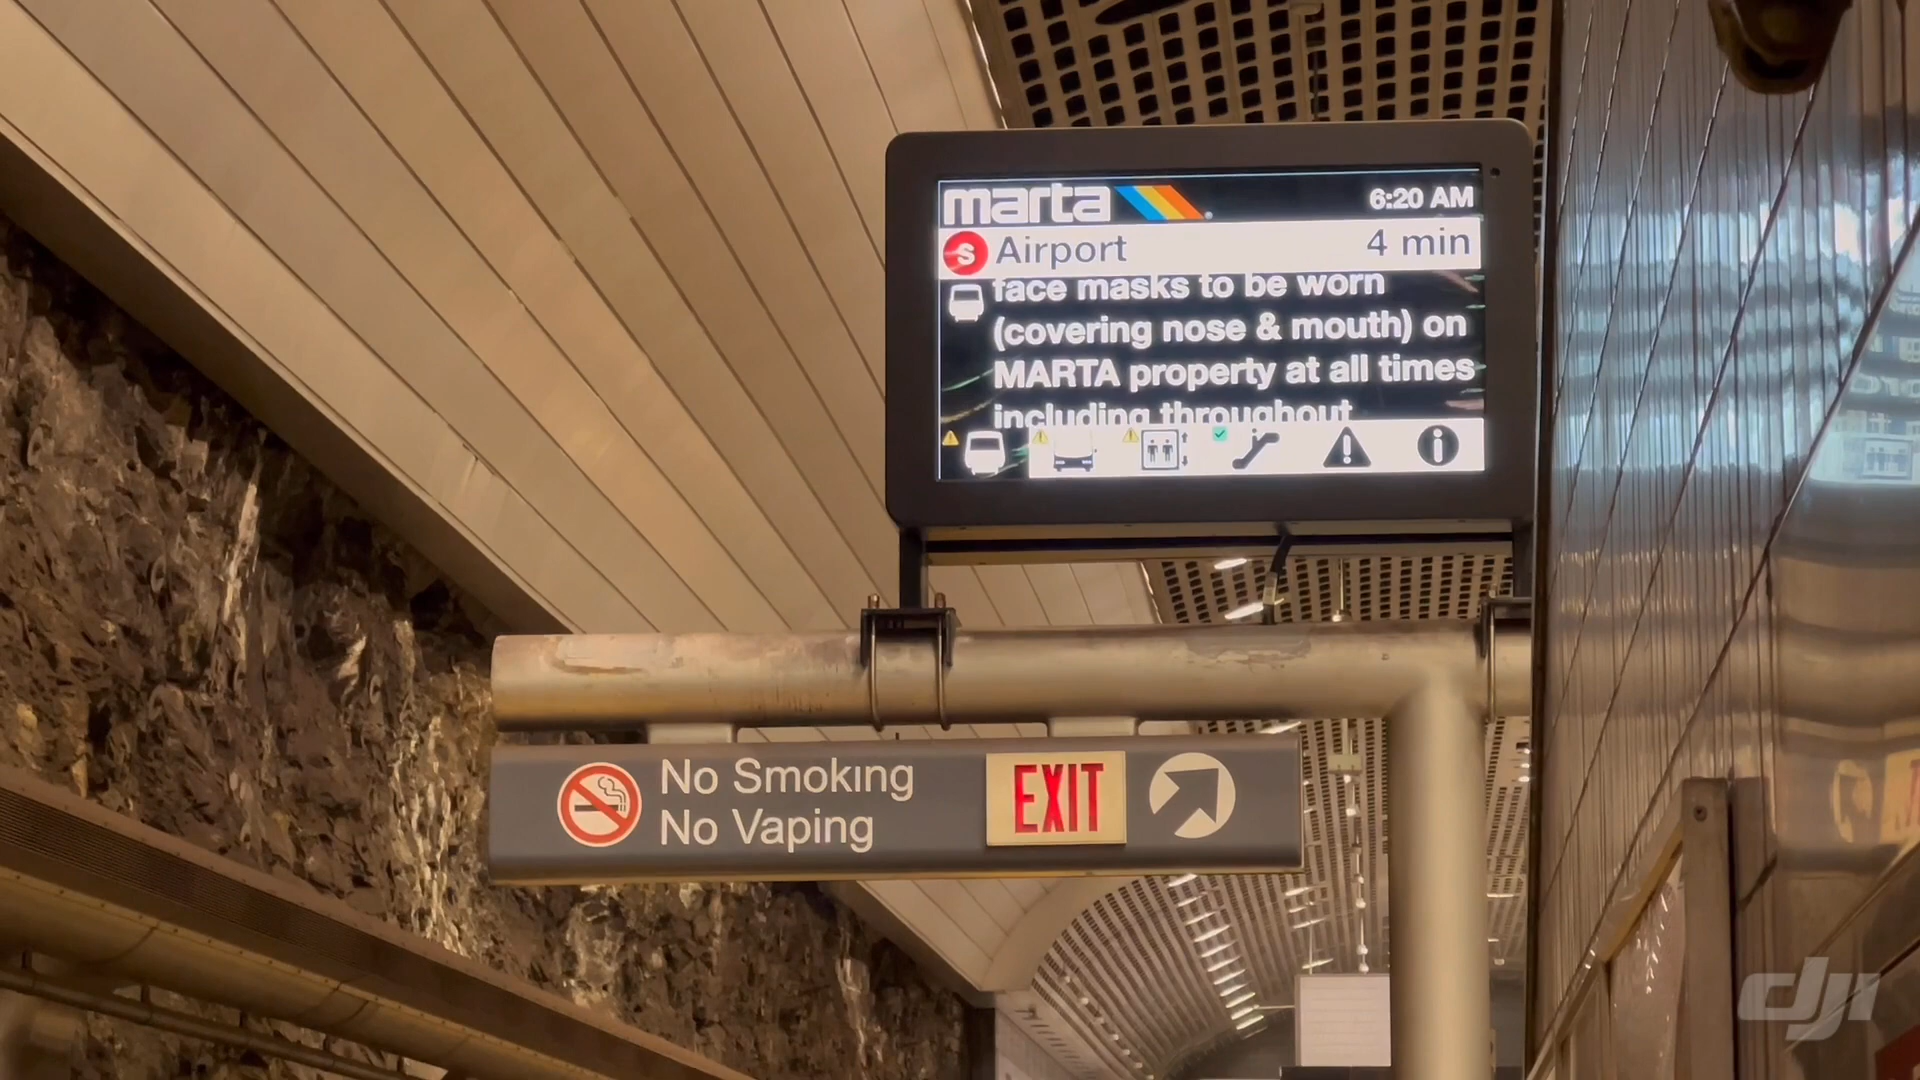 marta 6:20 AM
S Airport 4 min
face masks to be worn
(covering nose & mouth) on
MARTA property at all times
including throughout
No Smoking
No Vaping
EXIT
dji